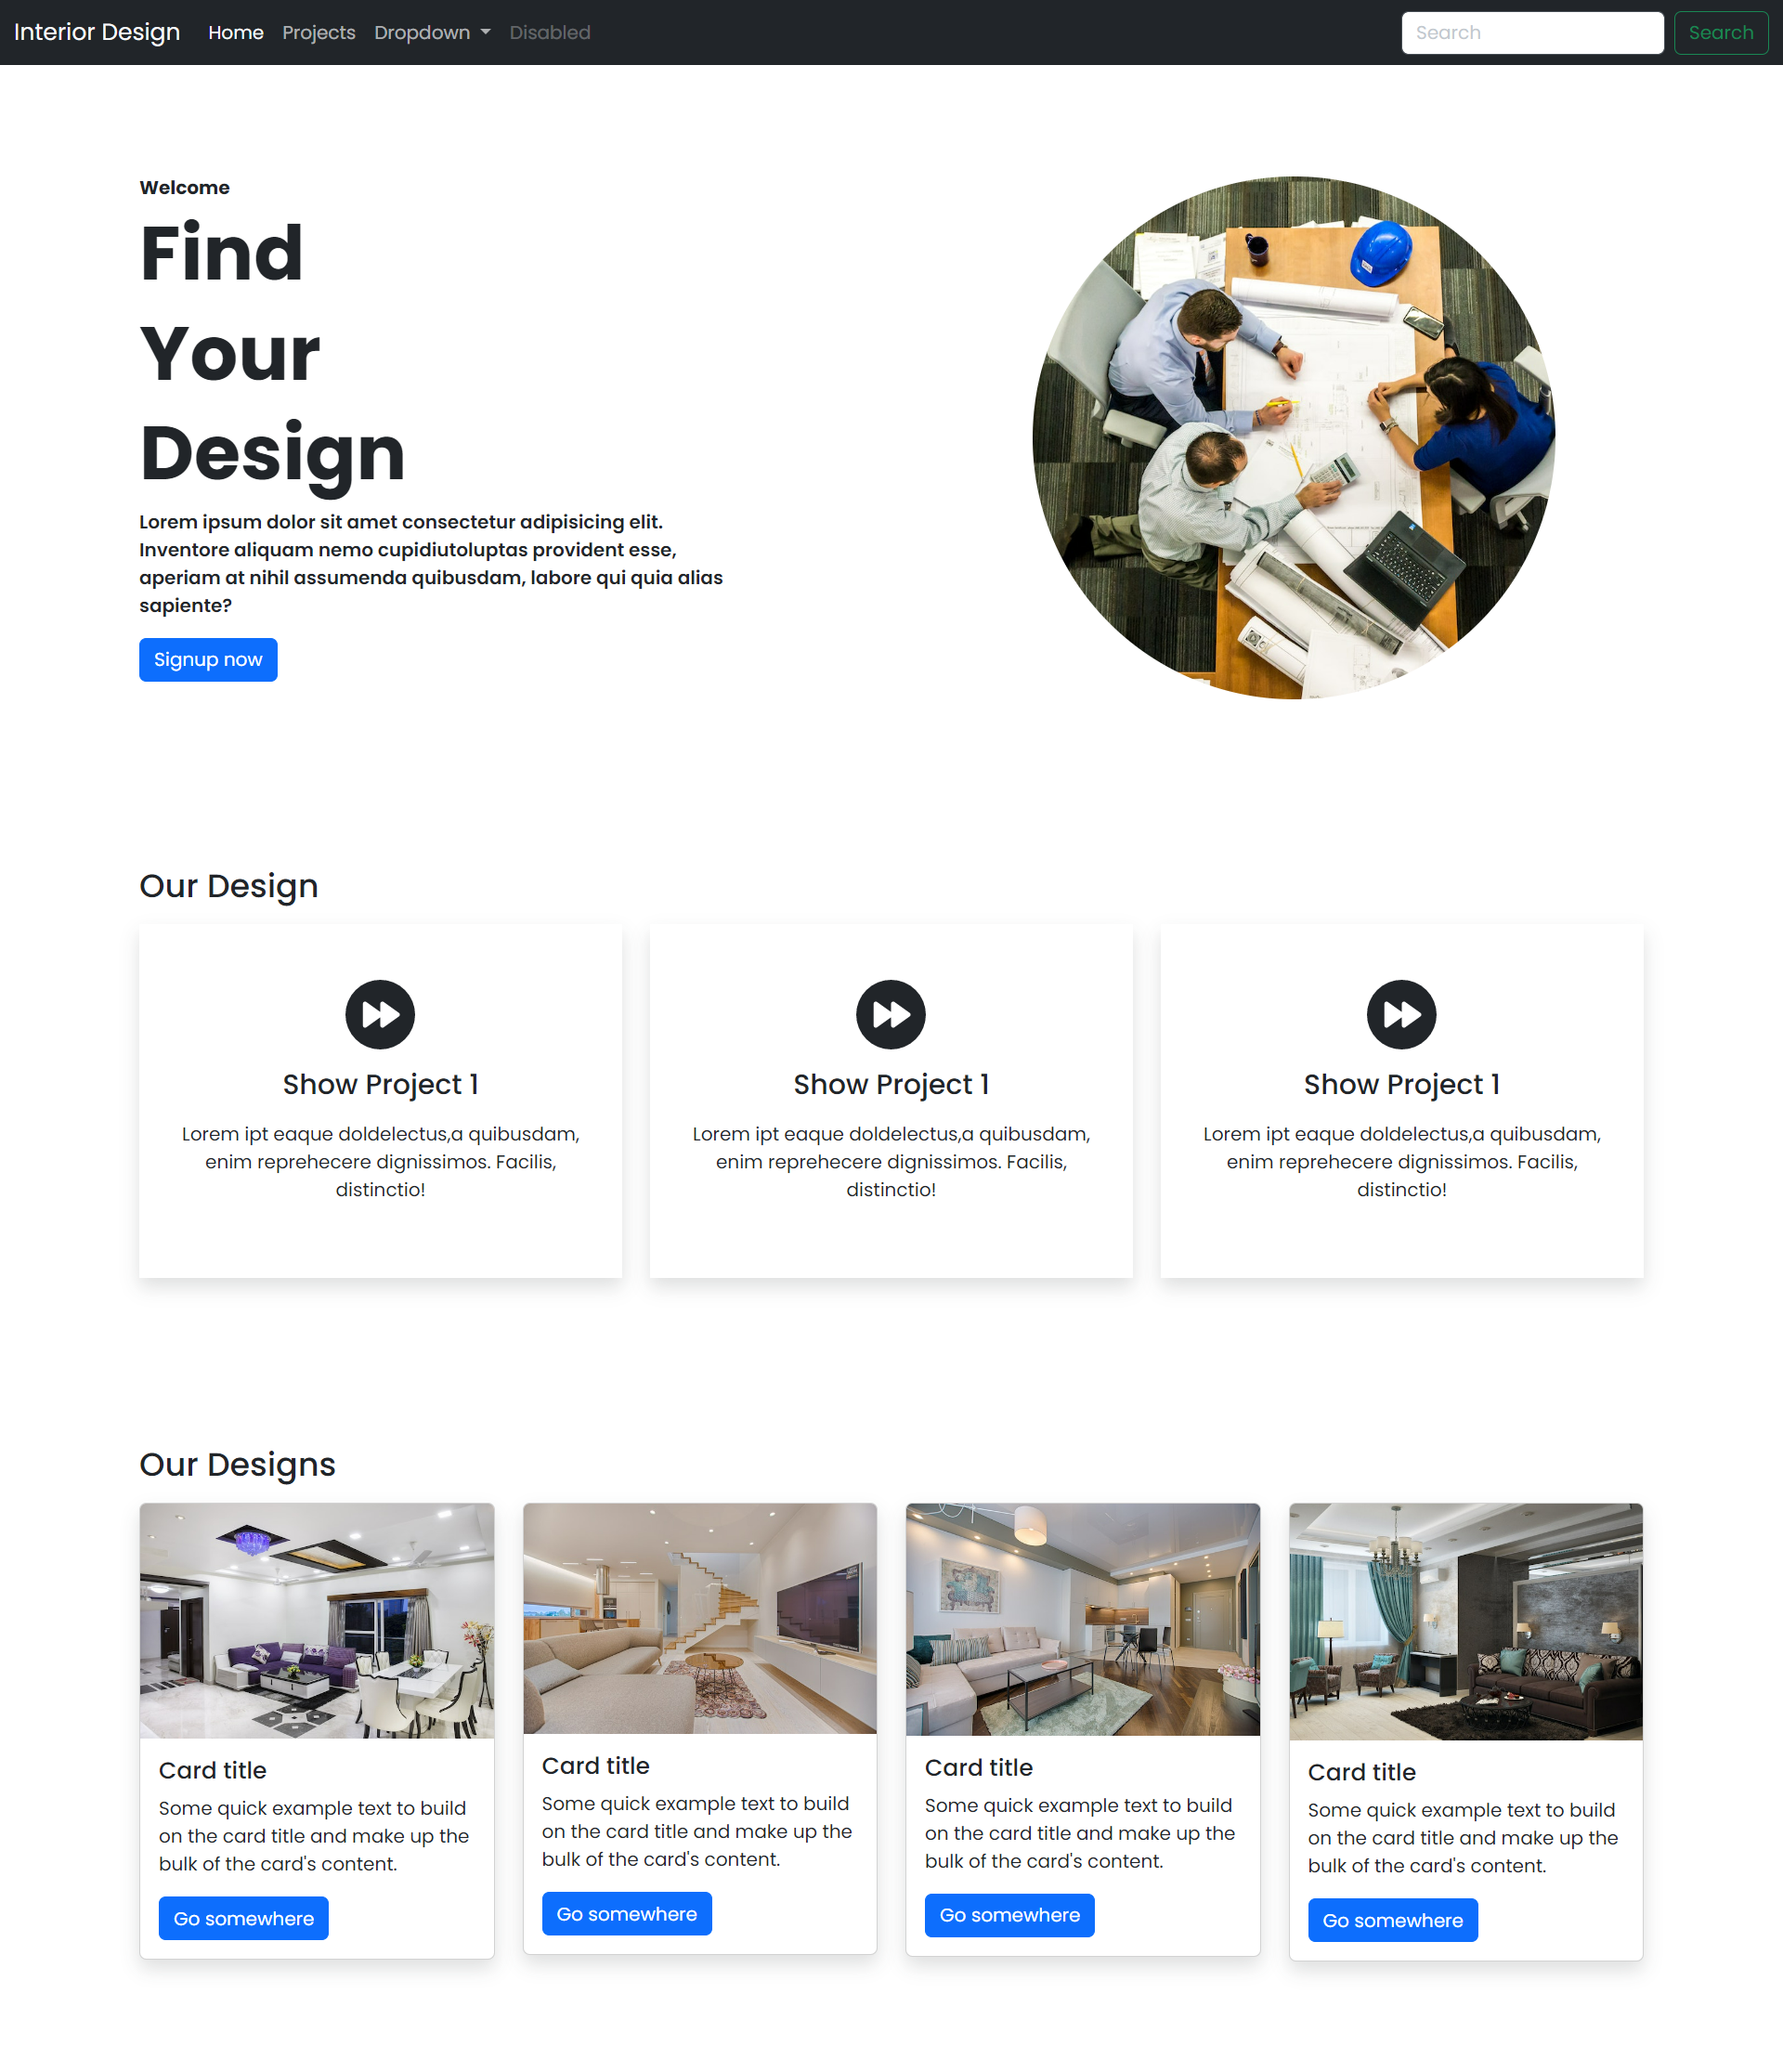 Interior Design Home Projects Dropdown Disabled Search Search
Welcome
Find
Your
Design
Lorem ipsum dolor sit amet consectetur adipisicing elit.
Inventore aliquam nemo cupidiutoluptas provident esse,
aperiam at nihil assumenda quibusdam, labore qui quia alias
sapiente?
Signup now
Our Design
Show Project 1
Lorem ipt eaque doldelectus,a quibusdam,
enim reprehecere dignissimos. Facilis,
distinctio!
Show Project 1
Lorem ipt eaque doldelectus,a quibusdam,
enim reprehecere dignissimos. Facilis,
distinctio!
Show Project 1
Lorem ipt eaque doldelectus,a quibusdam,
enim reprehecere dignissimos. Facilis,
distinctio!
Our Designs
Card title
Some quick example text to build
on the card title and make up the
bulk of the card's content.
Go somewhere
Card title
Some quick example text to build
on the card title and make up the
bulk of the card's content.
Go somewhere
Card title
Some quick example text to build
on the card title and make up the
bulk of the card's content.
Go somewhere
Card title
Some quick example text to build
on the card title and make up the
bulk of the card's content.
Go somewhere